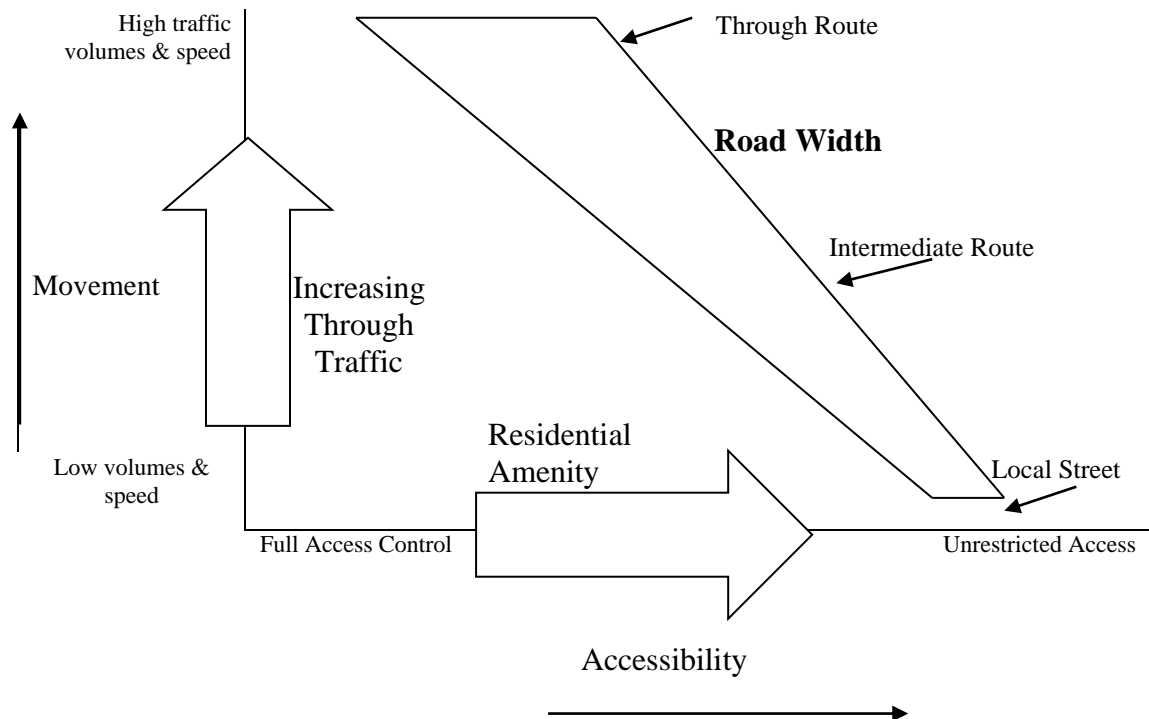 High traffic
volumes & speed
Through Route
Road Width
Intermediate Route
Movement
Increasing
Through
Traffic
Residential
Amenity
Low volumes &
speed
Local Street
Full Access Control
Unrestricted Access
Accessibility